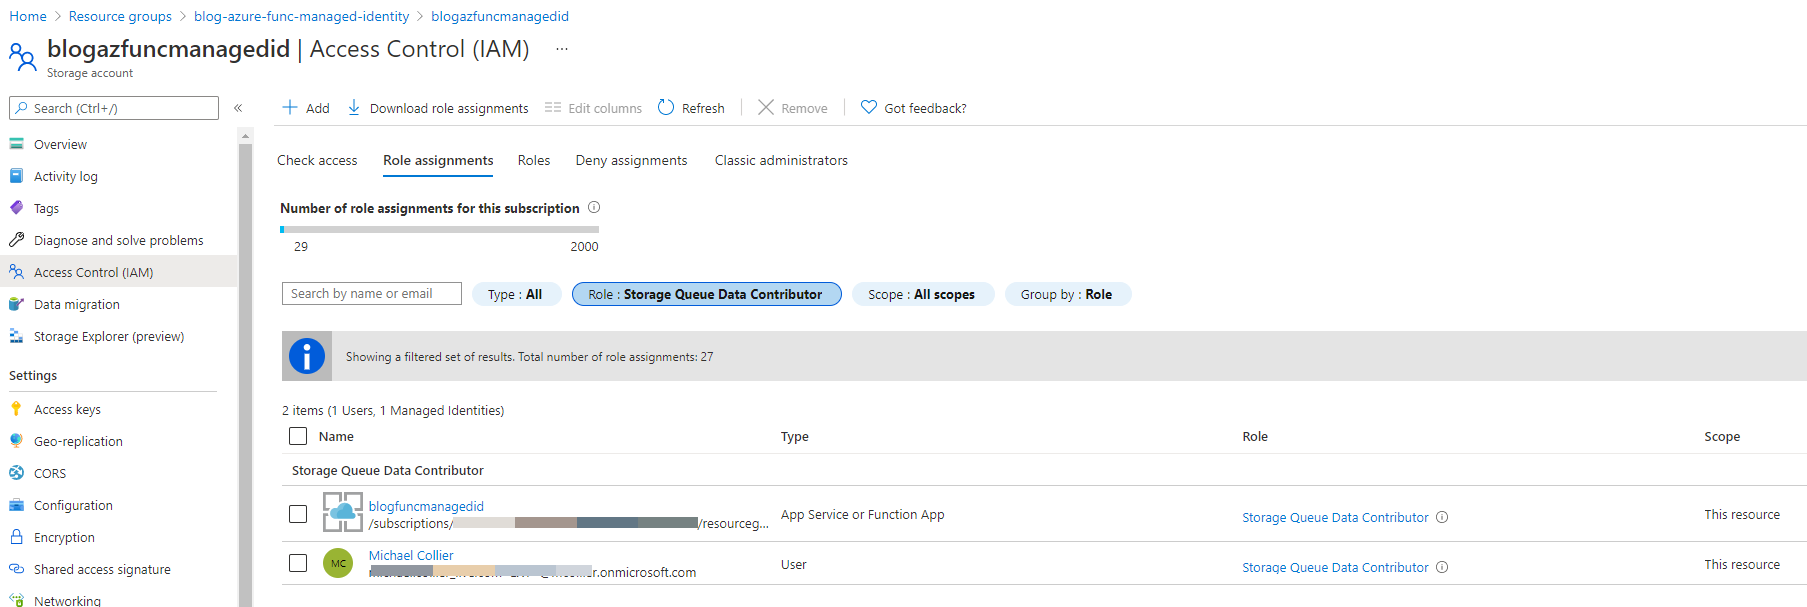 Home > Resource groups > blog-azure-func-managed-identity > blogazfuncmanagedid
blogazfuncmanagedid | Access Control (IAM) ...
Storage account
Search (Ctrl+/) «
Add Download role assignments Edit columns Refresh Remove Got feedback?
Overview
Activity log
Tags
Diagnose and solve problems
Access Control (IAM)
Data migration
Storage Explorer (preview)
Settings
Access keys
Geo-replication
CORS
Configuration
Encryption
Shared access signature
Networking
Check access Role assignments Roles Deny assignments Classic administrators
Number of role assignments for this subscription
29 2000
Search by name or email Type : All Role : Storage Queue Data Contributor Scope : All scopes Group by : Role
Showing a filtered set of results. Total number of role assignments: 27
2 items (1 Users, 1 Managed Identities)
Name Type Role Scope
Storage Queue Data Contributor
blogfuncmanagedid
/subscriptions/ /resourceg... App Service or Function App Storage Queue Data Contributor This resource
MC Michael Collier
.onmicrosoft.com User Storage Queue Data Contributor This resource